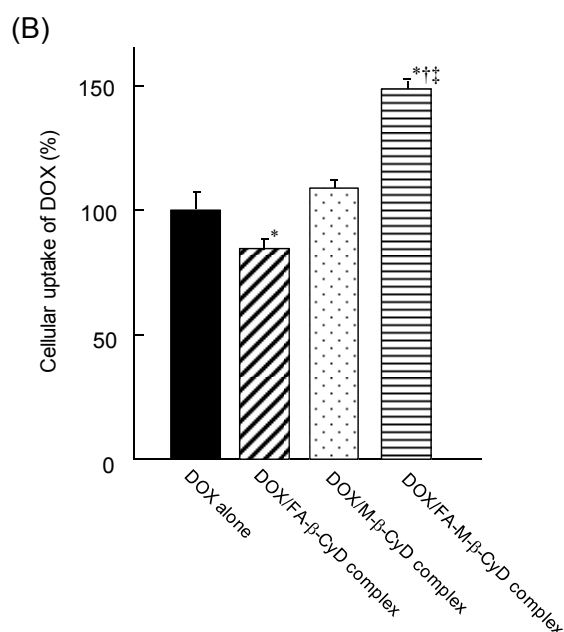 (B)
Cellular uptake of DOX (%)
150
100
50
0
*
*†‡
DOX alone
DOX/FA-β-CyD complex
DOX/M-β-CyD complex
DOX/FA-M-β-CyD complex